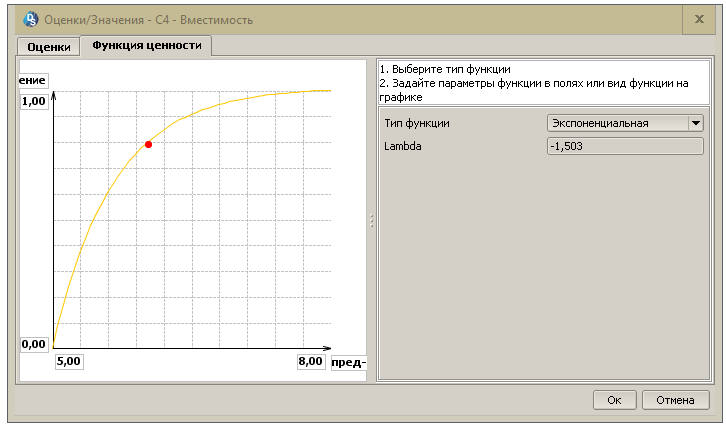 Оценки/Значения - С4 - Вместимость
Оценки
Функция ценности
ение
1,00
0,00
5,00
8,00
пред-
1. Выберите тип функции
2. Задайте параметры функции в полях или вид функции на
графике
Тип функции
Экспоненциальная
Lambda
-1,503
Ок
Отмена